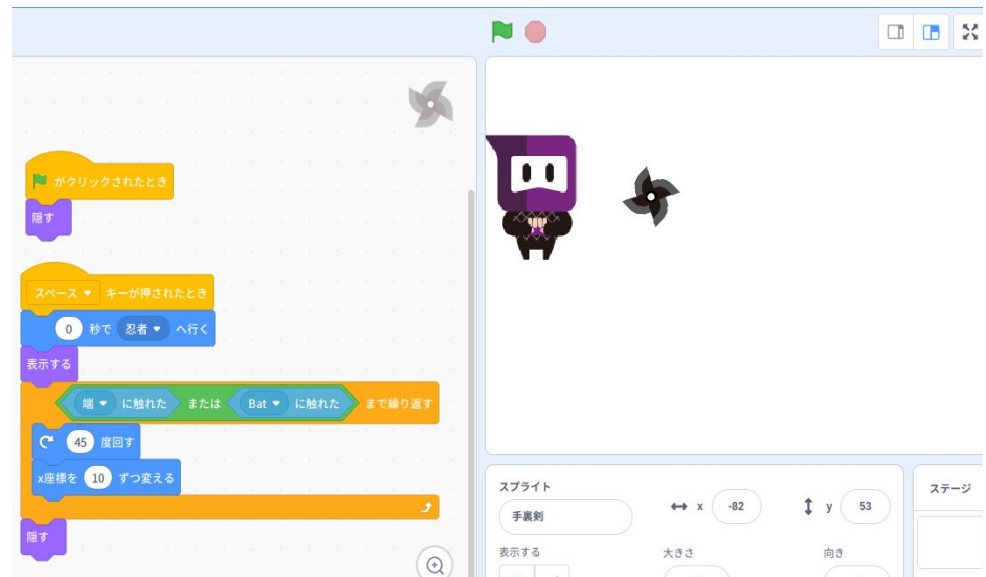 がクリックされたとき
隠す
スペース キーが押されたとき
0 秒で 忍者 へ行く
表示する
端 に触れた または Bat に触れた まで繰り返す
45 度回す
x座標を 10 ずつ変える
隠す
スプライト
手裏剣
x -82
y 53
表示する
大きさ
向き
ステージ